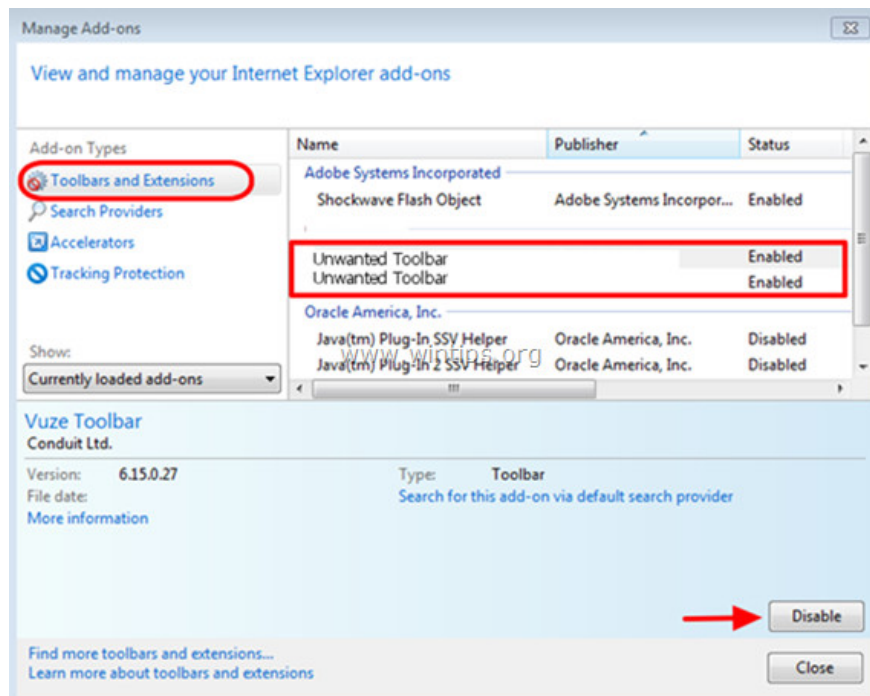 Manage Add-ons
View and manage your Internet Explorer add-ons
Add-on Types
Toolbars and Extensions
Search Providers
Accelerators
Tracking Protection
Show:
Currently loaded add-ons
Name Publisher Status
Adobe Systems Incorporated
Shockwave Flash Object Adobe Systems Incorpor... Enabled
Unwanted Toolbar Enabled
Unwanted Toolbar Enabled
Oracle America, Inc.
Java(tm) Plug-In SSV Helper Oracle America, Inc. Disabled
www.wintips.org
Java(tm) Plug-In 2 SSV Helper Oracle America, Inc. Disabled
Vuze Toolbar
Conduit Ltd.
Version: 6.15.0.27 Type: Toolbar
File date: Search for this add-on via default search provider
More information
Disable
Find more toolbars and extensions...
Learn more about toolbars and extensions
Close